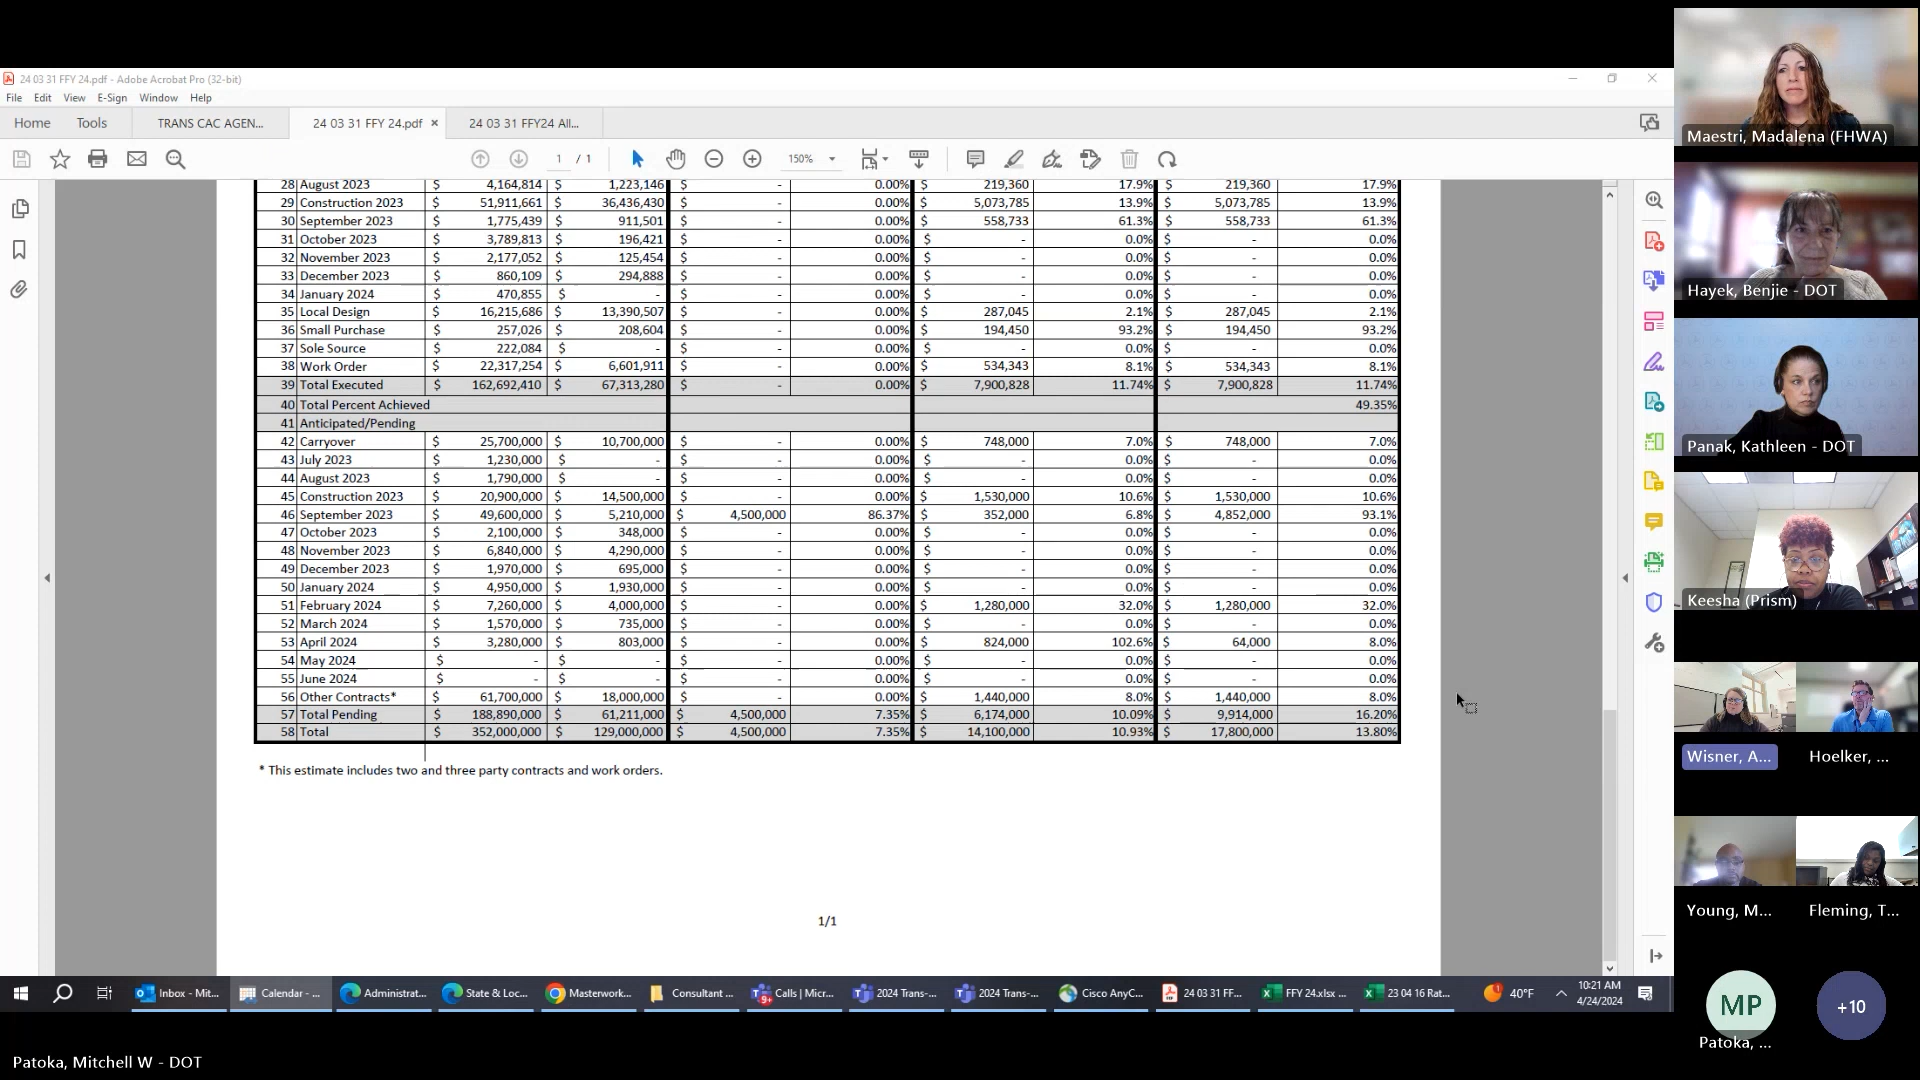 24 03 31 FFY 24.pdf - Adobe Acrobat Pro (32-bit)
File Edit View E-Sign Window Help
Home Tools TRANS CAC AGEN... 24 03 31 FFY 24.pdf × 24 03 31 FFY24 All...
1 / 1 150%
28 August 2023 $ 4,164,814 $ 1,223,146 $ - 0.00% $ 219,360 17.9% $ 219,360 17.9%
29 Construction 2023 $ 51,911,661 $ 36,436,430 $ - 0.00% $ 5,073,785 13.9% $ 5,073,785 13.9%
30 September 2023 $ 1,775,439 $ 911,501 $ - 0.00% $ 558,733 61.3% $ 558,733 61.3%
31 October 2023 $ 3,789,813 $ 196,421 $ - 0.00% $ - 0.0% $ - 0.0%
32 November 2023 $ 2,177,052 $ 125,454 $ - 0.00% $ - 0.0% $ - 0.0%
33 December 2023 $ 860,109 $ 294,888 $ - 0.00% $ - 0.0% $ - 0.0%
34 January 2024 $ 470,855 $ - $ - 0.00% $ - 0.0% $ - 0.0%
35 Local Design $ 16,215,686 $ 13,390,507 $ - 0.00% $ 287,045 2.1% $ 287,045 2.1%
36 Small Purchase $ 257,026 $ 208,604 $ - 0.00% $ 194,450 93.2% $ 194,450 93.2%
37 Sole Source $ 222,084 $ - $ - 0.00% $ - 0.0% $ - 0.0%
38 Work Order $ 22,317,254 $ 6,601,911 $ - 0.00% $ 534,343 8.1% $ 534,343 8.1%
39 Total Executed $ 162,692,410 $ 67,313,280 $ - 0.00% $ 7,900,828 11.74% $ 7,900,828 11.74%
40 Total Percent Achieved 49.35%
41 Anticipated/Pending
42 Carryover $ 25,700,000 $ 10,700,000 $ - 0.00% $ 748,000 7.0% $ 748,000 7.0%
43 July 2023 $ 1,230,000 $ - $ - 0.00% $ - 0.0% $ - 0.0%
44 August 2023 $ 1,790,000 $ - $ - 0.00% $ - 0.0% $ - 0.0%
45 Construction 2023 $ 20,900,000 $ 14,500,000 $ - 0.00% $ 1,530,000 10.6% $ 1,530,000 10.6%
46 September 2023 $ 49,600,000 $ 5,210,000 $ 4,500,000 86.37% $ 352,000 6.8% $ 4,852,000 93.1%
47 October 2023 $ 2,100,000 $ 348,000 $ - 0.00% $ - 0.0% $ - 0.0%
48 November 2023 $ 6,840,000 $ 4,290,000 $ - 0.00% $ - 0.0% $ - 0.0%
49 December 2023 $ 1,970,000 $ 695,000 $ - 0.00% $ - 0.0% $ - 0.0%
50 January 2024 $ 4,950,000 $ 1,930,000 $ - 0.00% $ - 0.0% $ - 0.0%
51 February 2024 $ 7,260,000 $ 4,000,000 $ - 0.00% $ 1,280,000 32.0% $ 1,280,000 32.0%
52 March 2024 $ 1,570,000 $ 735,000 $ - 0.00% $ - 0.0% $ - 0.0%
53 April 2024 $ 3,280,000 $ 803,000 $ - 0.00% $ 824,000 102.6% $ 64,000 8.0%
54 May 2024 $ - $ - $ - 0.00% $ - 0.0% $ - 0.0%
55 June 2024 $ - $ - $ - 0.00% $ - 0.0% $ - 0.0%
56 Other Contracts* $ 61,700,000 $ 18,000,000 $ - 0.00% $ 1,440,000 8.0% $ 1,440,000 8.0%
57 Total Pending $ 188,890,000 $ 61,211,000 $ 4,500,000 7.35% $ 6,174,000 10.09% $ 9,914,000 16.20%
58 Total $ 352,000,000 $ 129,000,000 $ 4,500,000 7.35% $ 14,100,000 10.93% $ 17,800,000 13.80%
* This estimate includes two and three party contracts and work orders.
1/1
Inbox - Mit... Calendar - ... Administrat... State & Loc... Masterwork... Consultant ... Calls | Micr... 2024 Trans-... 2024 Trans-... Cisco AnyC... 24 03 31 FF... FFY 24.xlsx ... 23 04 16 Rat... 40°F 10:21 AM
4/24/2024
Patoka, Mitchell W - DOT
Maestri, Madalena (FHWA)
Hayek, Benjie - DOT
Panak, Kathleen - DOT
Keesha (Prism)
Wisner, A... Hoelker, ...
Young, M... Fleming, T...
MP +10
Patoka, ...